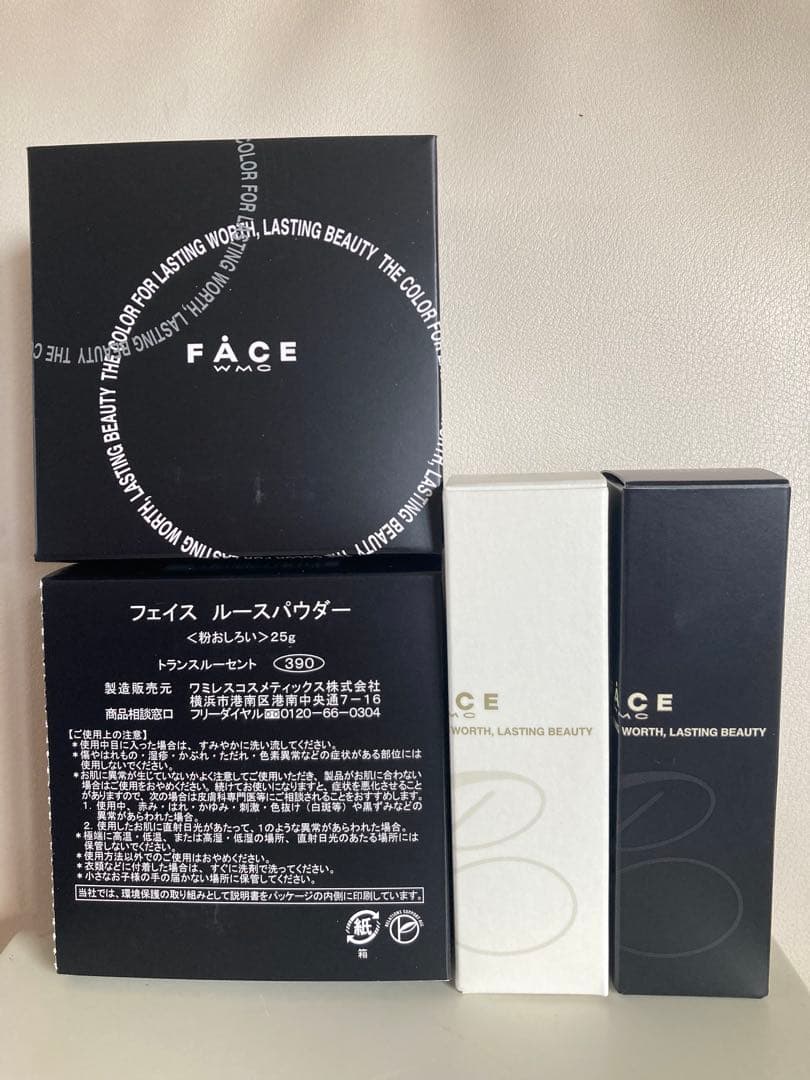 THE COLOR FOR LASTING WORTH, LASTING BEAUTY THE COLOR FOR
COLOR FOR LASTING WORTH, LASTING BEAUTY THE C
WORTH, LASTING BEAUTY
FÅCE
WMC
フェイス ルースパウダー
<粉おしろい>25g
トランスルーセント 390
製造販売元 ワミレスコスメティックス株式会社
横浜市港南区港南中央通7-16
商品相談窓口 フリーダイヤル 0120-66-0304
【ご使用上の注意】
*使用中目に入った場合は、すみやかに洗い流してください。
*傷やはれもの・湿疹・かぶれ・ただれ・色素異常などの症状がある部位には
使用しないでください。
*お肌に異常が生じていないかよく注意してご使用いただき、製品がお肌に合わない
場合はご使用をおやめください。続けてお使いになりますと、症状を悪化させること
がありますので、次の場合は皮膚科専門医等にご相談されることをおすすめします。
1. 使用中、赤み・はれ・かゆみ・刺激・色抜け(白斑等)や黒ずみなどの
異常があらわれた場合。
2. 使用したお肌に直射日光があたって、1のような異常があらわれた場合。
*極端に高温・低温、または高湿・低湿の場所、直射日光のあたる場所には
保管しないでください。
*使用方法以外でのご使用はおやめください。
*衣類などに付着した場合は、すぐに洗剤で洗ってください。
*小さなお子様の手の届かない場所に保管してください。
当社では、環境保護の取り組みとして説明書をパッケージの内側に印刷しています。
紙
箱
ÅCE
MC
WORTH, LASTING BEAUTY
FÅCE
WMC
WORTH, LASTING BEAUTY